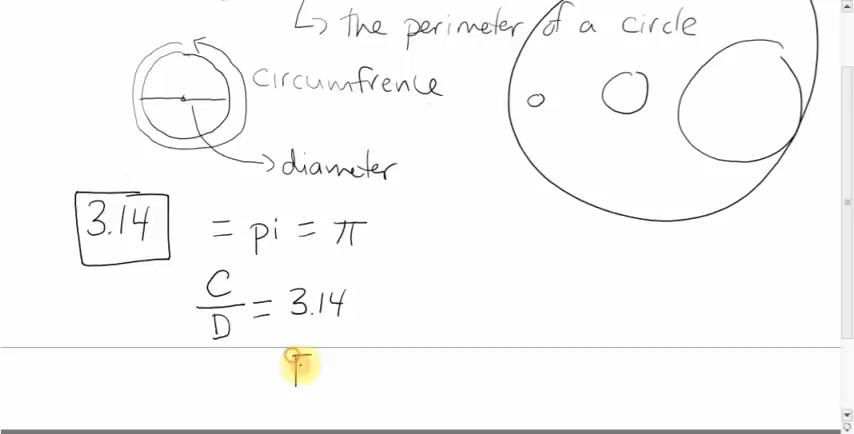 ↳ the perimeter of a circle
circumfrence
diameter
3.14 = pi = π
C/D = 3.14